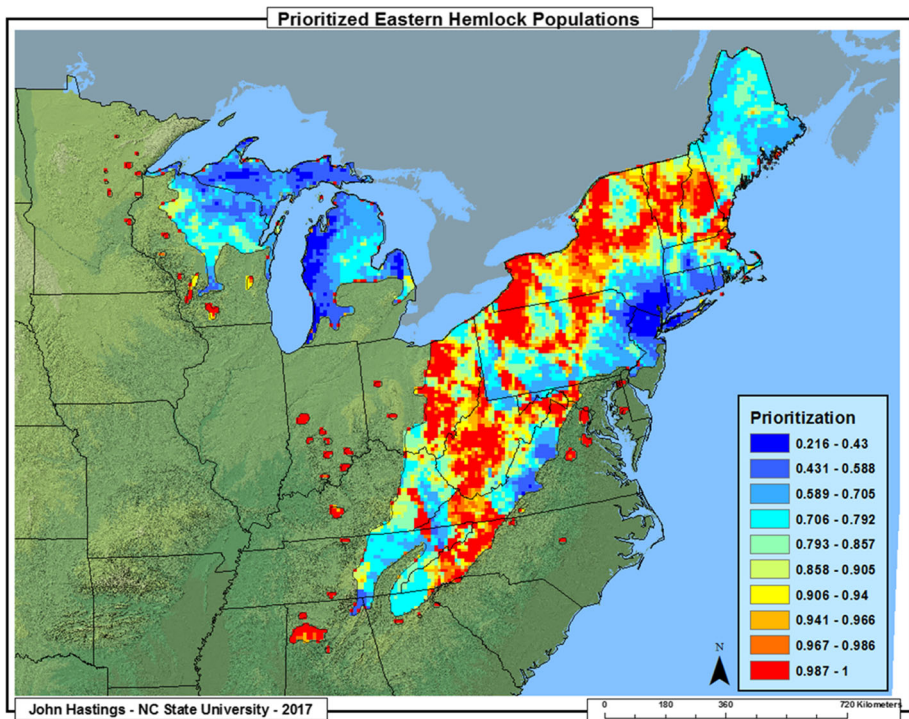 Prioritized Eastern Hemlock Populations
Prioritization
0.216 - 0.43
0.431 - 0.588
0.589 - 0.705
0.706 - 0.792
0.793 - 0.857
0.858 - 0.905
0.906 - 0.94
0.941 - 0.966
0.967 - 0.986
0.987 - 1
N
John Hastings - NC State University - 2017
0 180 360 720 Kilometers